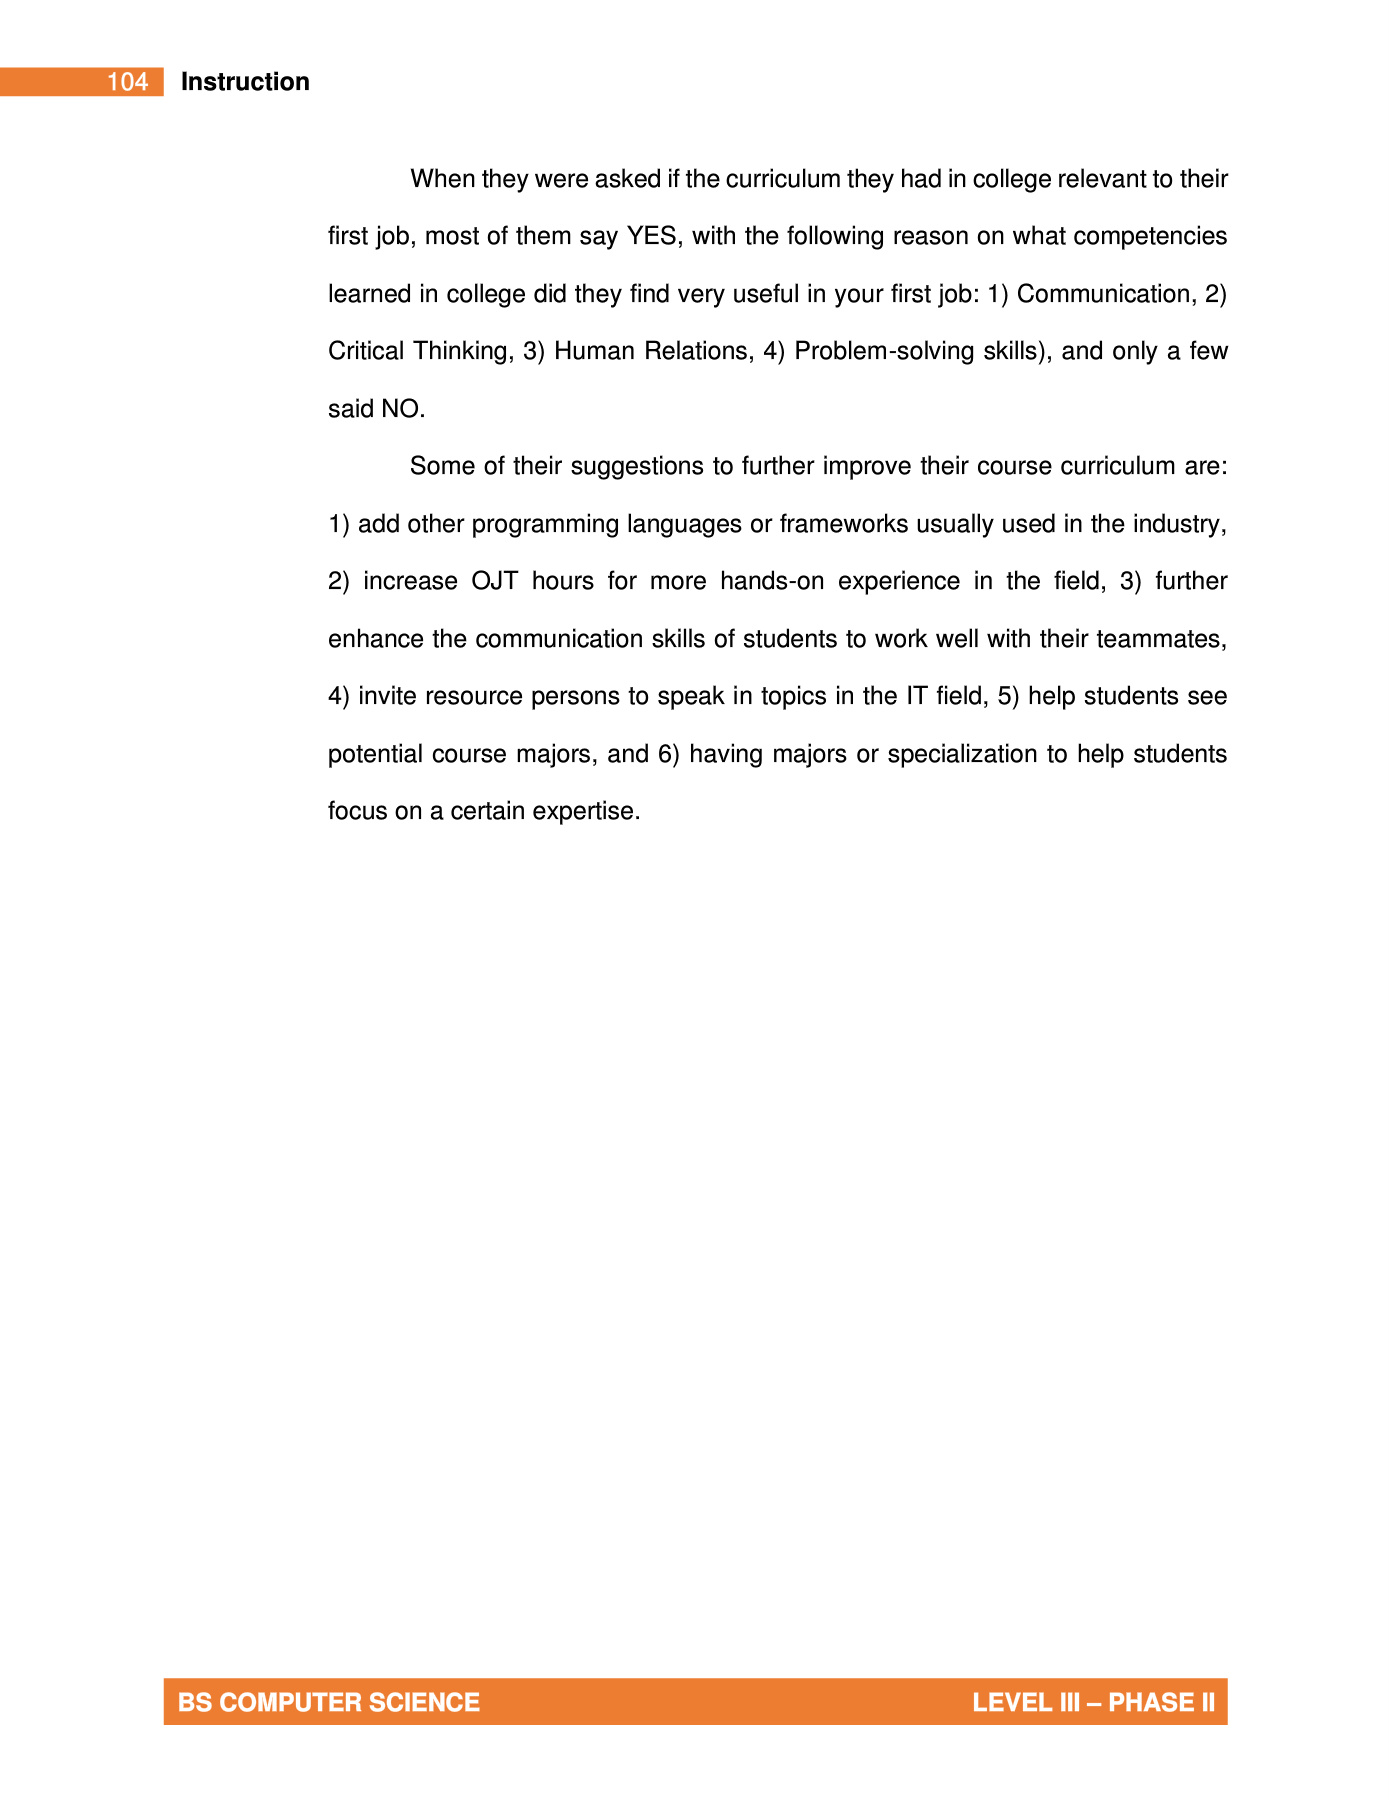 104 Instruction
When they were asked if the curriculum they had in college relevant to their
first job, most of them say YES, with the following reason on what competencies
learned in college did they find very useful in your first job: 1) Communication, 2)
Critical Thinking, 3) Human Relations, 4) Problem-solving skills), and only a few
said NO.
Some of their suggestions to further improve their course curriculum are:
1) add other programming languages or frameworks usually used in the industry,
2) increase OJT hours for more hands-on experience in the field, 3) further
enhance the communication skills of students to work well with their teammates,
4) invite resource persons to speak in topics in the IT field, 5) help students see
potential course majors, and 6) having majors or specialization to help students
focus on a certain expertise.
BS COMPUTER SCIENCE LEVEL III – PHASE II